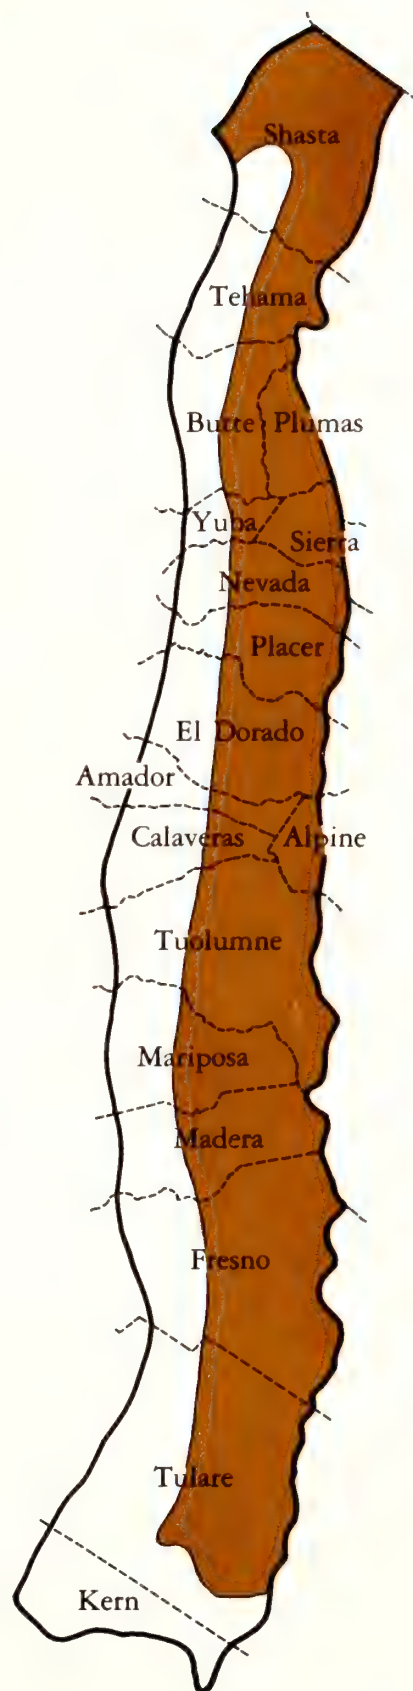 Shasta
Tehama
Butte
Plumas
Yuba
Sierra
Nevada
Placer
El Dorado
Amador
Calaveras
Alpine
Tuolumne
Mariposa
Madera
Fresno
Tulare
Kern